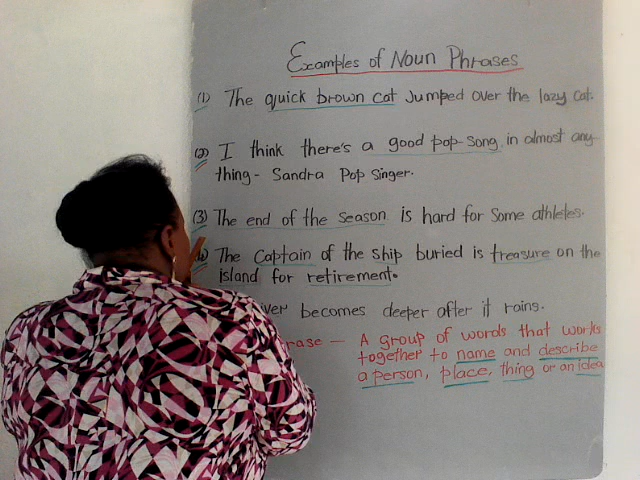 Examples of Noun Phrases
(1) The quick brown cat Jumped over the lazy cat.
(2) I think there's a good pop-song in almost any-
thing - Sandra Pop Singer.
(3) The end of the season is hard for some athletes.
The Captain of the ship buried is treasure on the
island for retirement.
becomes deeper after it rains.
A group of words that works
together to name and describe
a person, place, thing or an idea